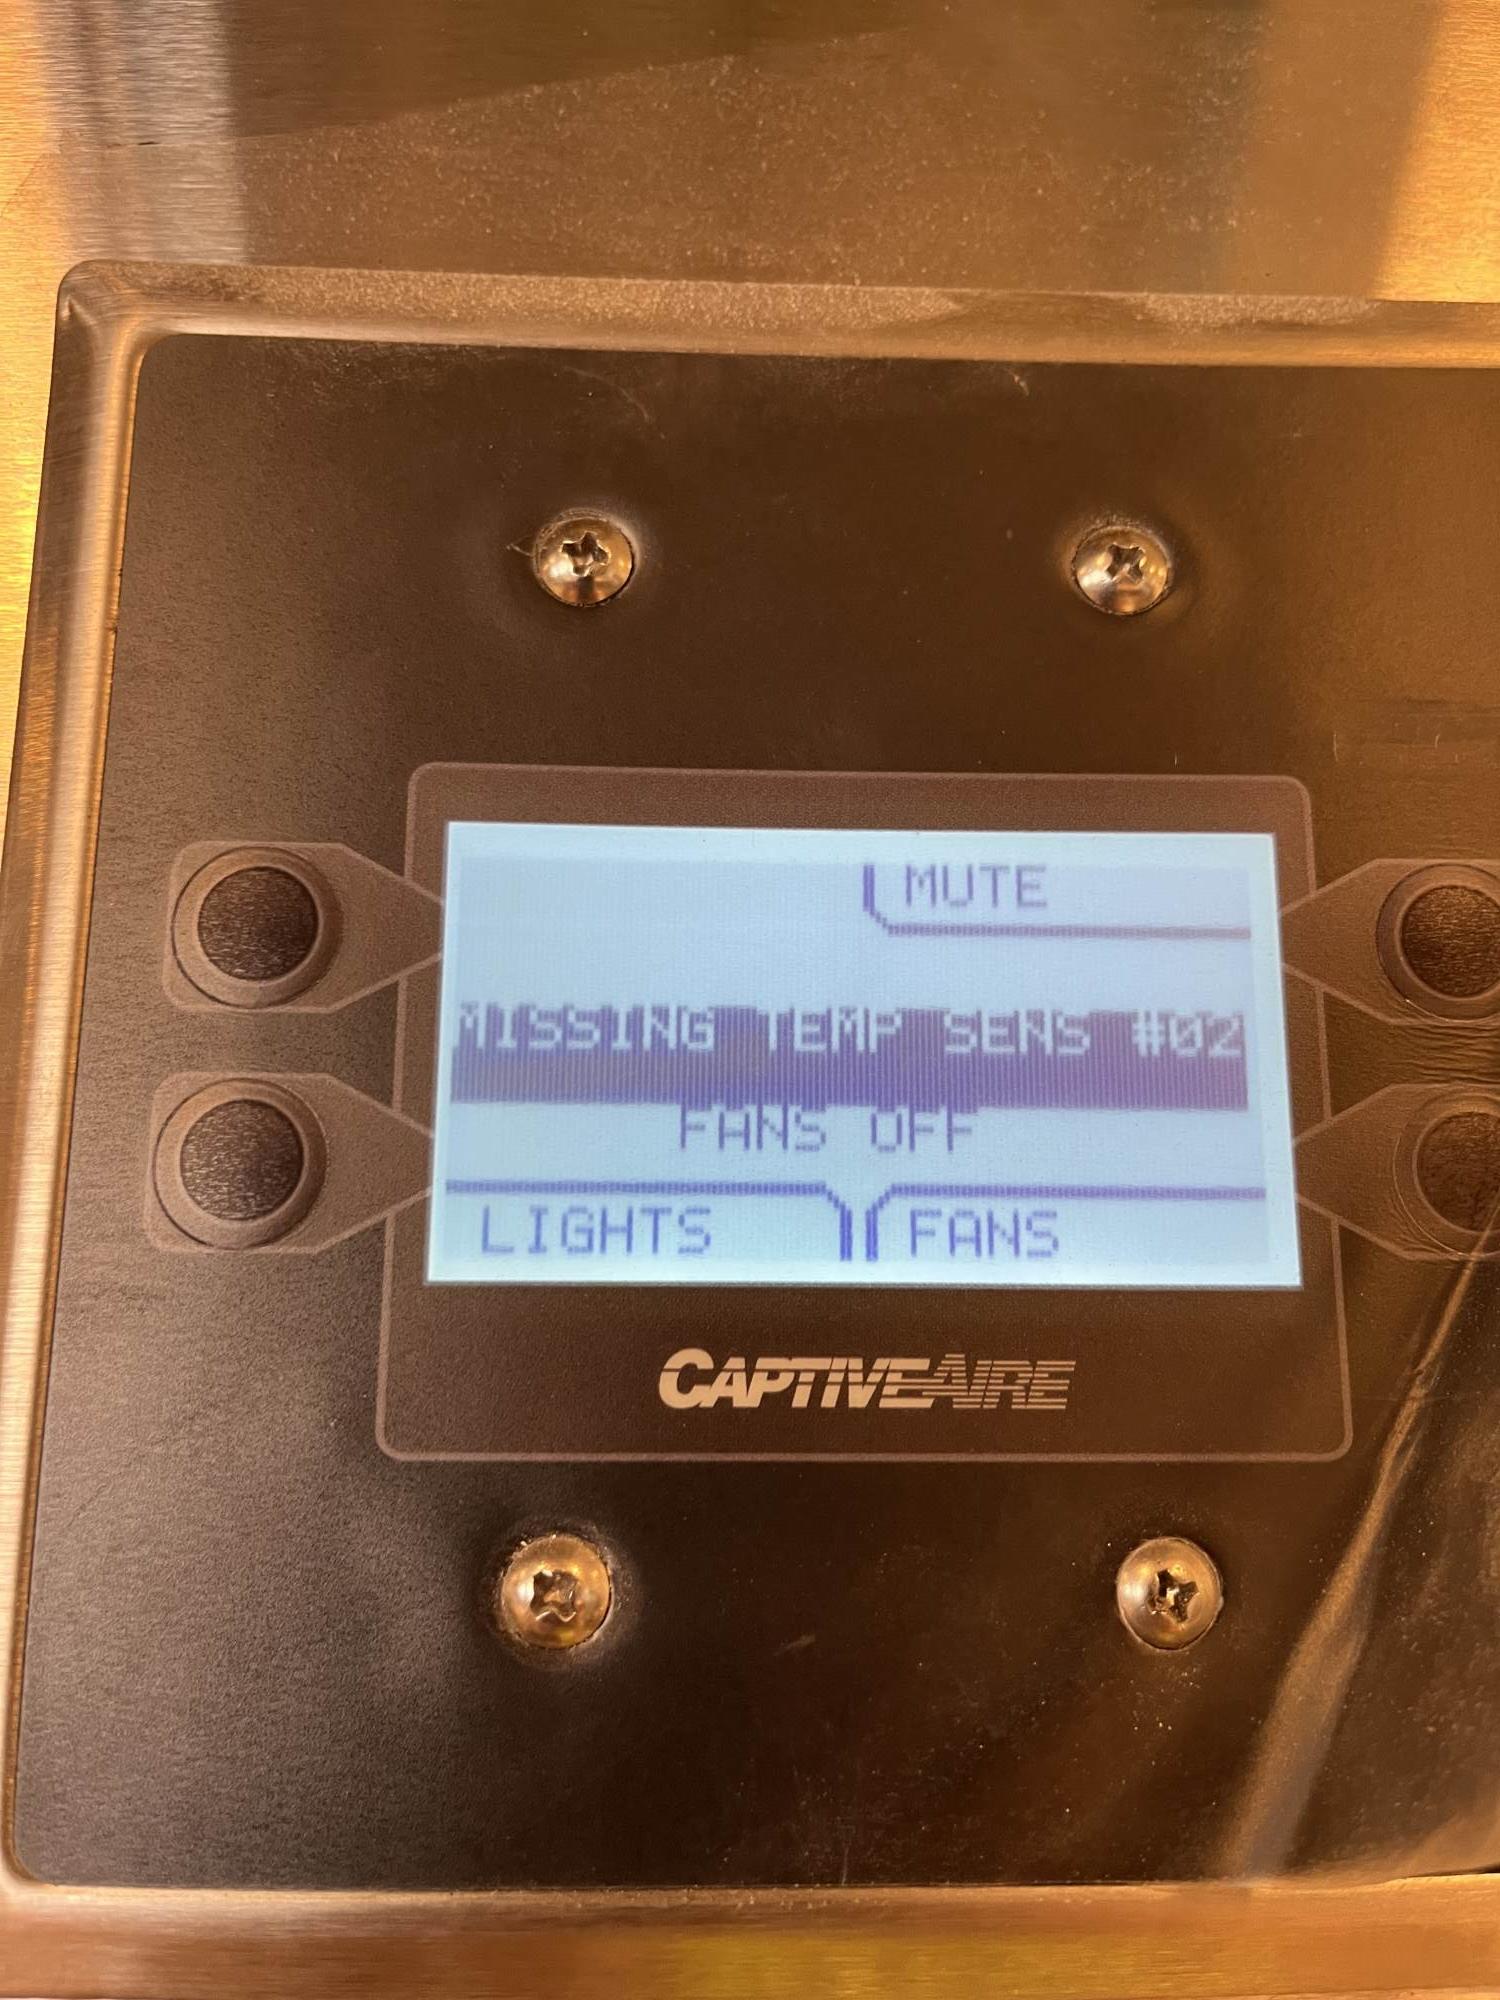 MUTE
MISSING TEMP SENS #02
FANS OFF
LIGHTS FANS
CAPTIVEAIRE